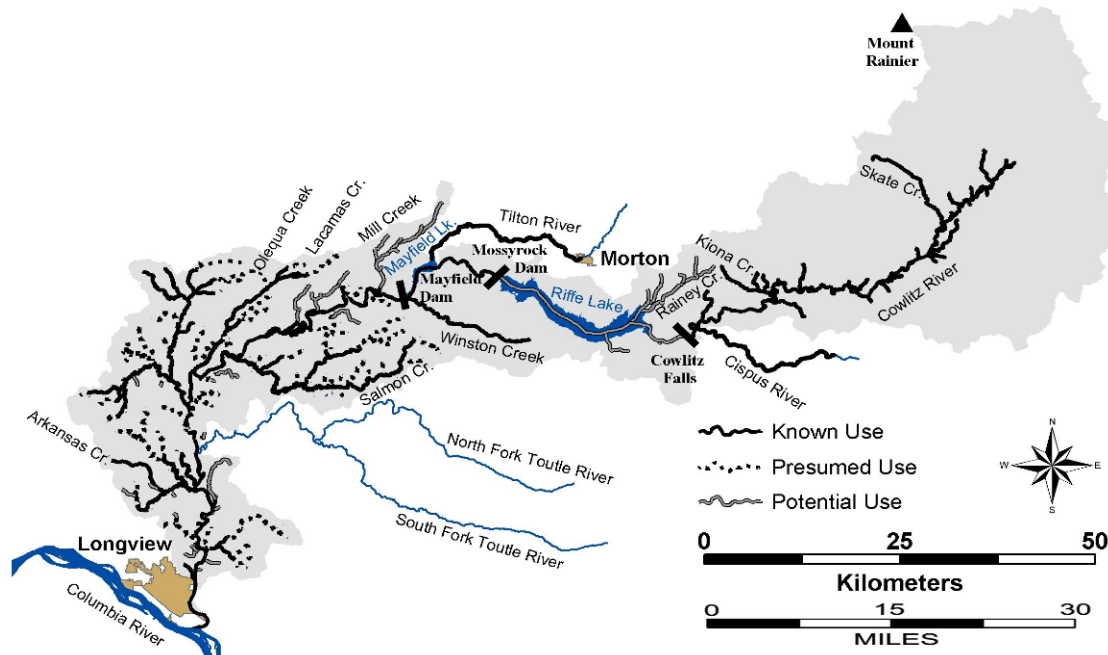 Mount
Rainier
Skate Cr.
Olequa Creek
Lacamas Cr.
Mill Creek
Mayfield Lk.
Tilton River
Mossyrock
Dam
Morton
Kiona Cr.
Mayfield
Dam
Riffe Lake
Rainey Cr.
Cowlitz River
Winston Creek
Cowlitz
Falls
Cispus River
Salmon Cr.
Arkansas Cr.
North Fork Toutle River
South Fork Toutle River
Longview
Columbia River
Known Use
Presumed Use
Potential Use
N
W
E
S
0 25 50
Kilometers
0 15 30
MILES